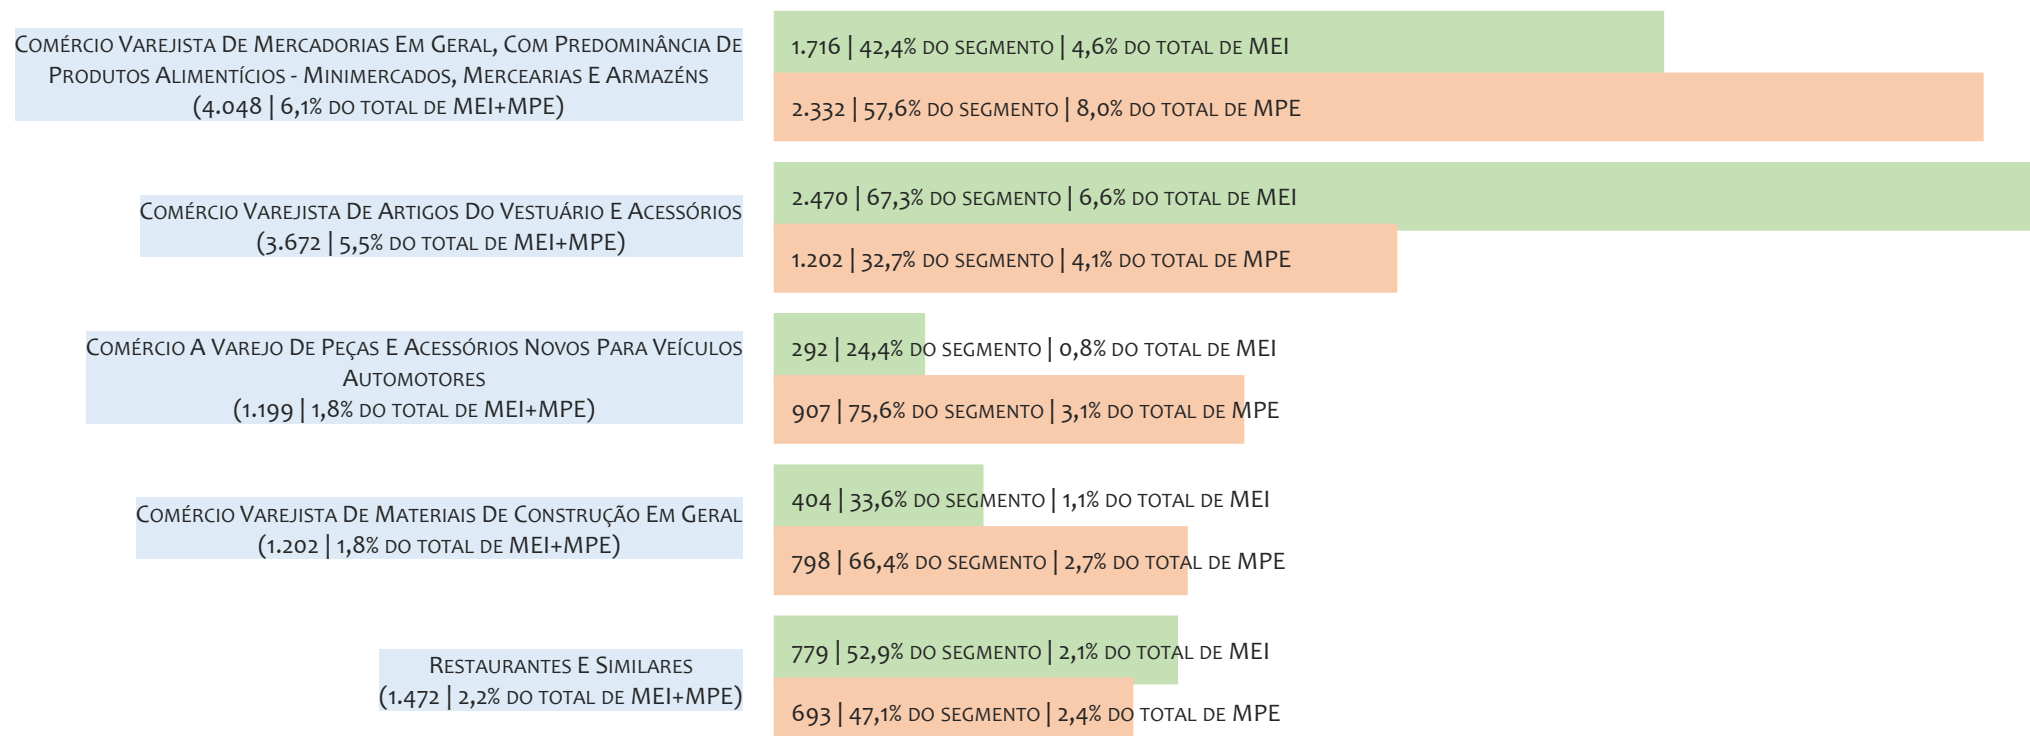 Comércio Varejista De Mercadorias Em Geral, Com Predominância De
Produtos Alimentícios - Minimercados, Mercearias E Armazéns
(4.048 | 6,1% do total de MEI+MPE)
1.716 | 42,4% do segmento | 4,6% do total de MEI
2.332 | 57,6% do segmento | 8,0% do total de MPE
Comércio Varejista De Artigos Do Vestuário E Acessórios
(3.672 | 5,5% do total de MEI+MPE)
2.470 | 67,3% do segmento | 6,6% do total de MEI
1.202 | 32,7% do segmento | 4,1% do total de MPE
Comércio A Varejo De Peças E Acessórios Novos Para Veículos
Automotores
(1.199 | 1,8% do total de MEI+MPE)
292 | 24,4% do segmento | 0,8% do total de MEI
907 | 75,6% do segmento | 3,1% do total de MPE
Comércio Varejista De Materiais De Construção Em Geral
(1.202 | 1,8% do total de MEI+MPE)
404 | 33,6% do segmento | 1,1% do total de MEI
798 | 66,4% do segmento | 2,7% do total de MPE
Restaurantes E Similares
(1.472 | 2,2% do total de MEI+MPE)
779 | 52,9% do segmento | 2,1% do total de MEI
693 | 47,1% do segmento | 2,4% do total de MPE